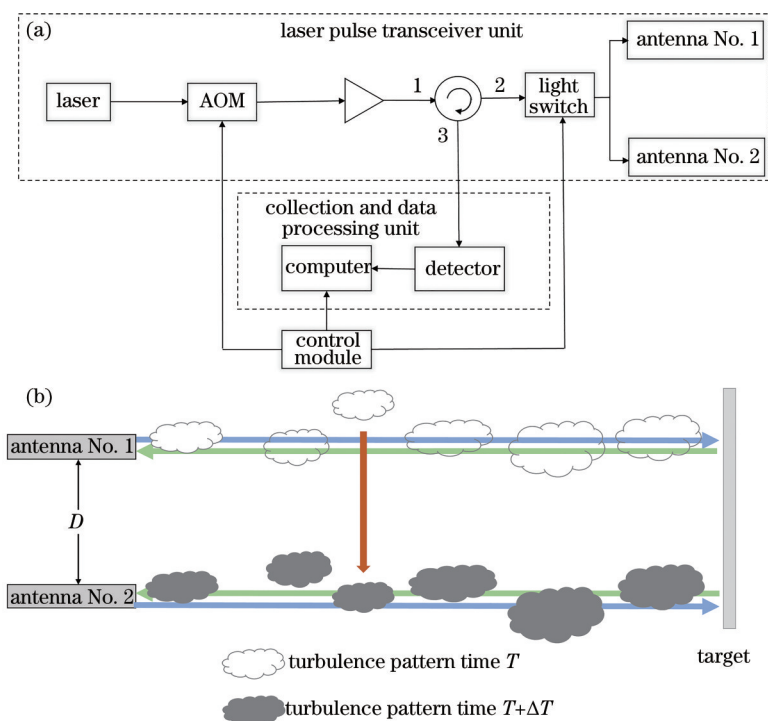 (a)
laser pulse transceiver unit
antenna No. 1
laser
AOM
1
2
3
light
switch
antenna No. 2
collection and data
processing unit
computer
detector
control
module
(b)
antenna No. 1
D
antenna No. 2
target
turbulence pattern time T
turbulence pattern time T+ΔT